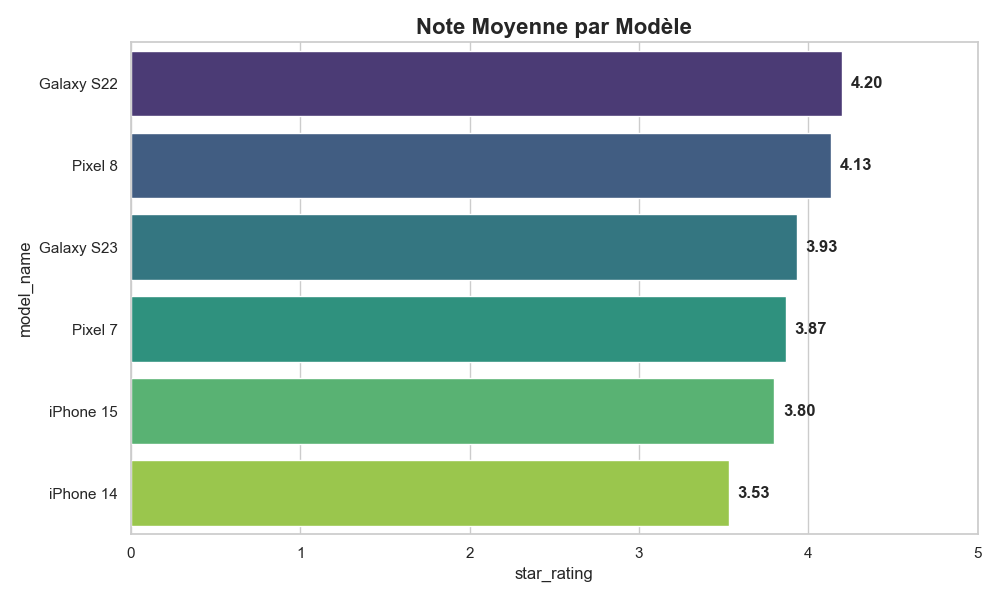 Note Moyenne par Modèle
model_name
Galaxy S22
4.20
Pixel 8
4.13
Galaxy S23
3.93
Pixel 7
3.87
iPhone 15
3.80
iPhone 14
3.53
0 1 2 3 4 5
star_rating